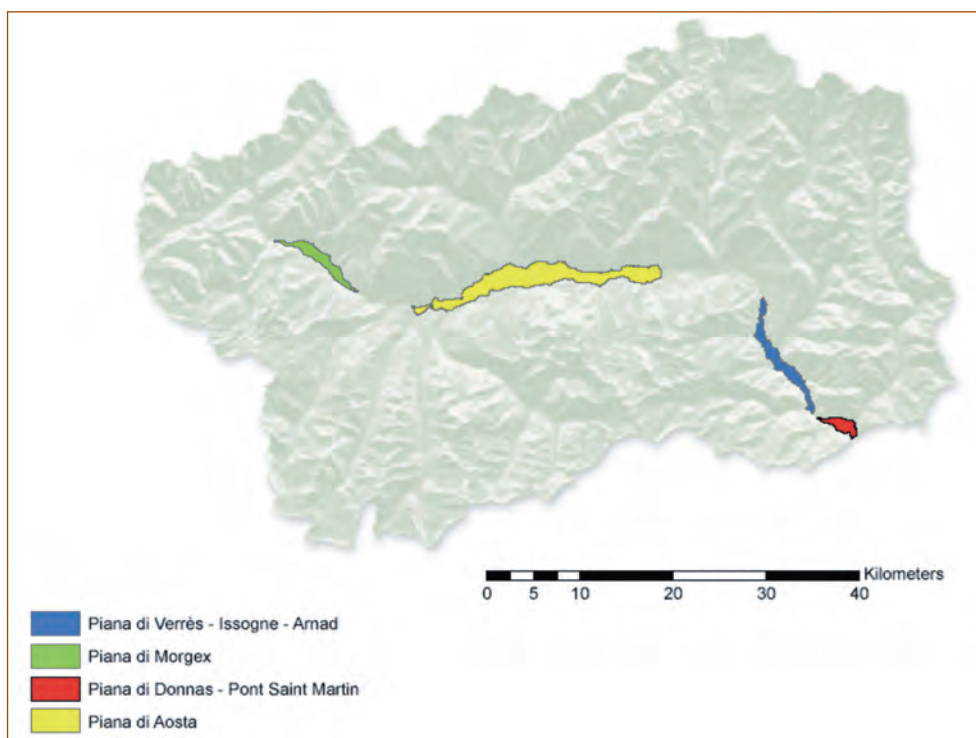 Kilometers
0 5 10 20 30 40
Piana di Verrès - Issogne - Arnad
Piana di Morgex
Piana di Donnas - Pont Saint Martin
Piana di Aosta